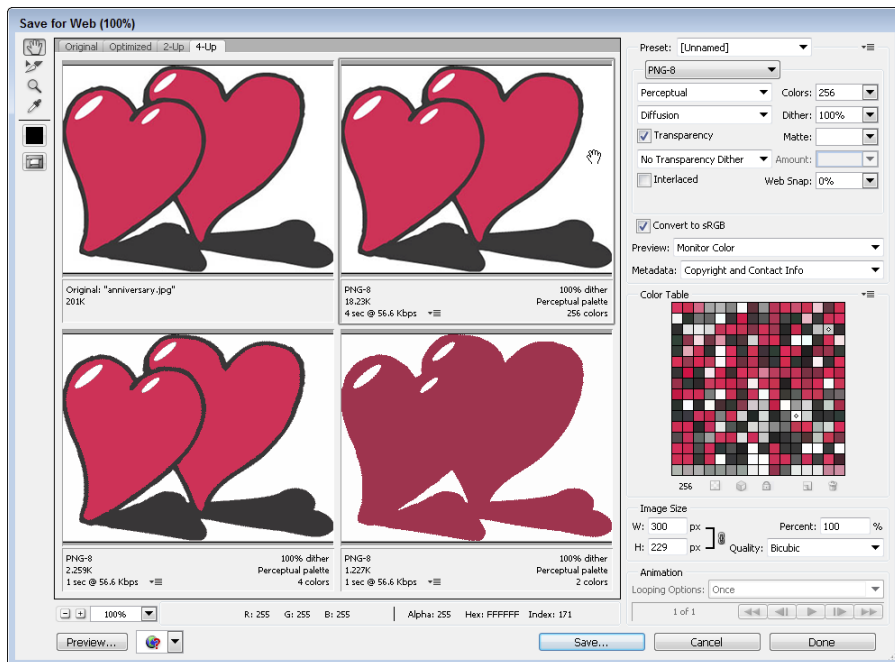 Save for Web (100%)
Original Optimized 2-Up 4-Up
Original: "anniversary.jpg"
201K
PNG-8 100% dither
18.23K Perceptual palette
4 sec @ 56.6 Kbps 256 colors
PNG-8 100% dither
2.259K Perceptual palette
1 sec @ 56.6 Kbps 4 colors
PNG-8 100% dither
1.227K Perceptual palette
1 sec @ 56.6 Kbps 2 colors
100% R: 255 G: 255 B: 255 Alpha: 255 Hex: FFFFFF Index: 171
Preview... Save... Cancel Done
Preset: [Unnamed]
PNG-8
Perceptual Colors: 256
Diffusion Dither: 100%
Transparency Matte:
No Transparency Dither Amount:
Interlaced Web Snap: 0%
Convert to sRGB
Preview: Monitor Color
Metadata: Copyright and Contact Info
Color Table
256
Image Size
W: 300 px Percent: 100 %
H: 229 px Quality: Bicubic
Animation
Looping Options: Once
1 of 1